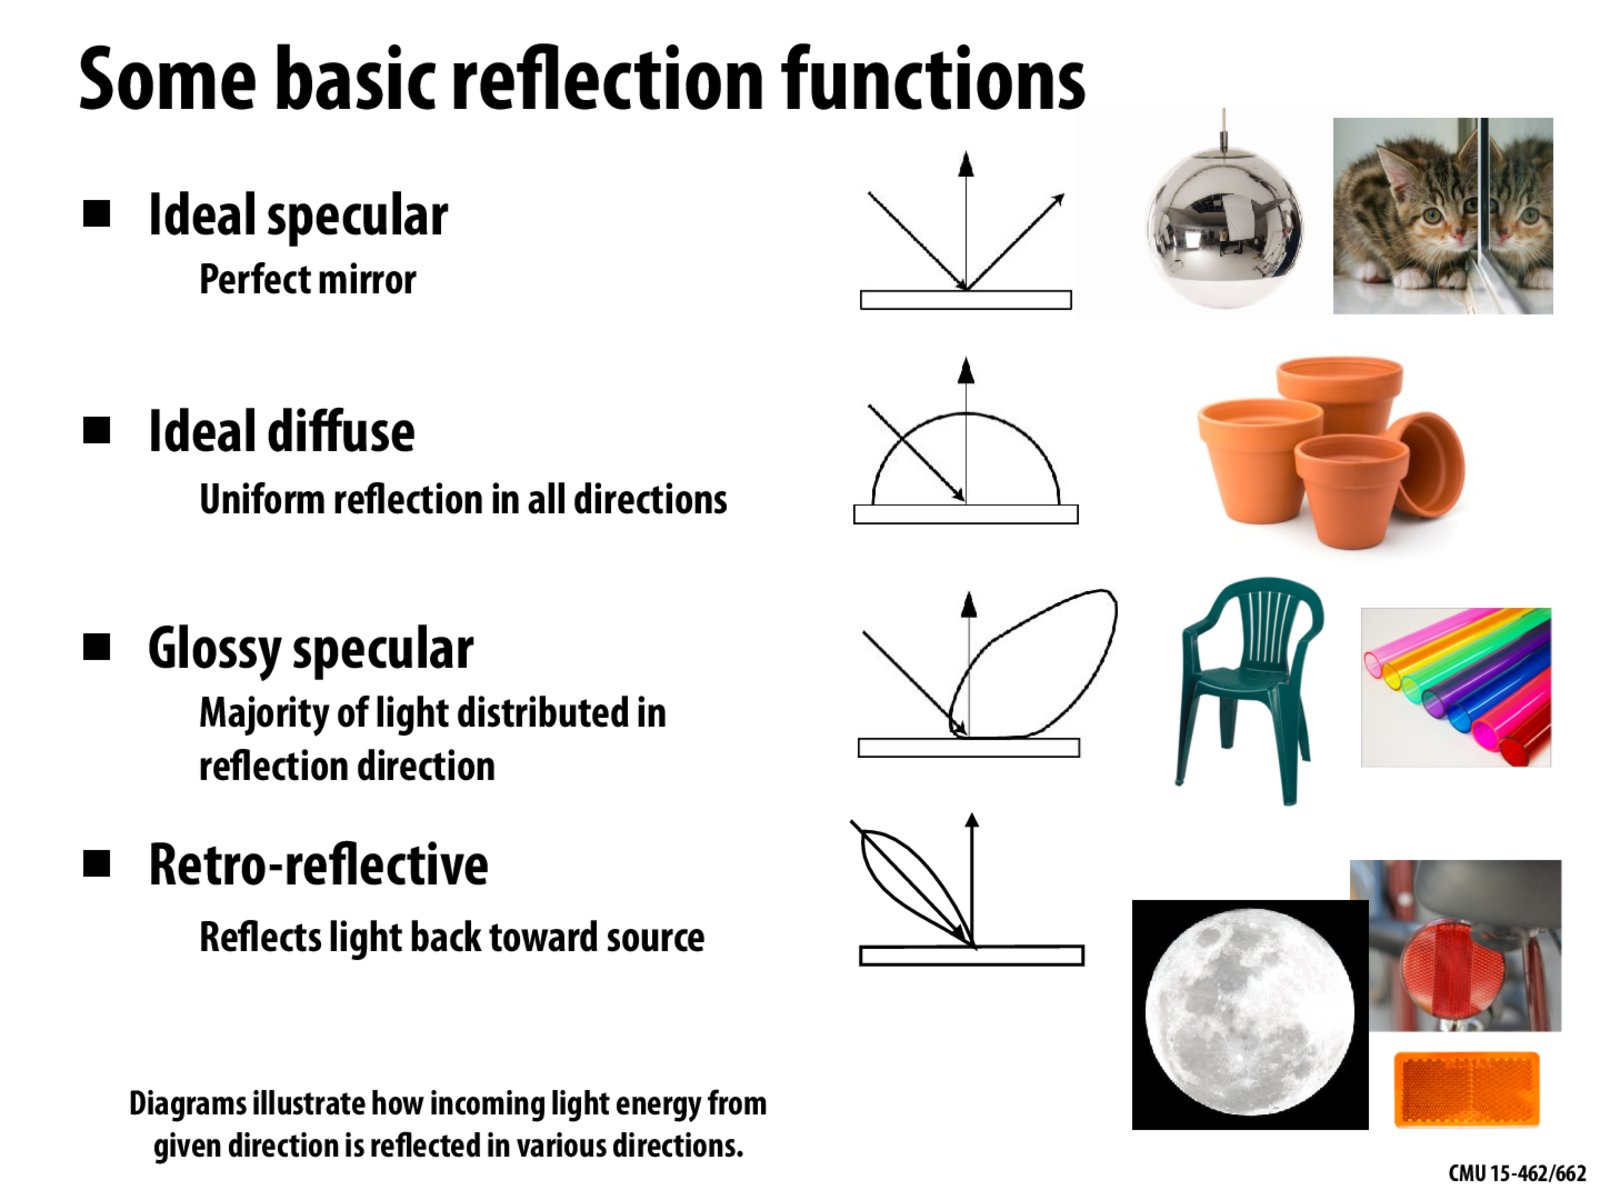 Some basic reflection functions
■ Ideal specular
Perfect mirror
■ Ideal diffuse
Uniform reflection in all directions
■ Glossy specular
Majority of light distributed in
reflection direction
■ Retro-reflective
Reflects light back toward source
Diagrams illustrate how incoming light energy from
given direction is reflected in various directions.
CMU 15-462/662